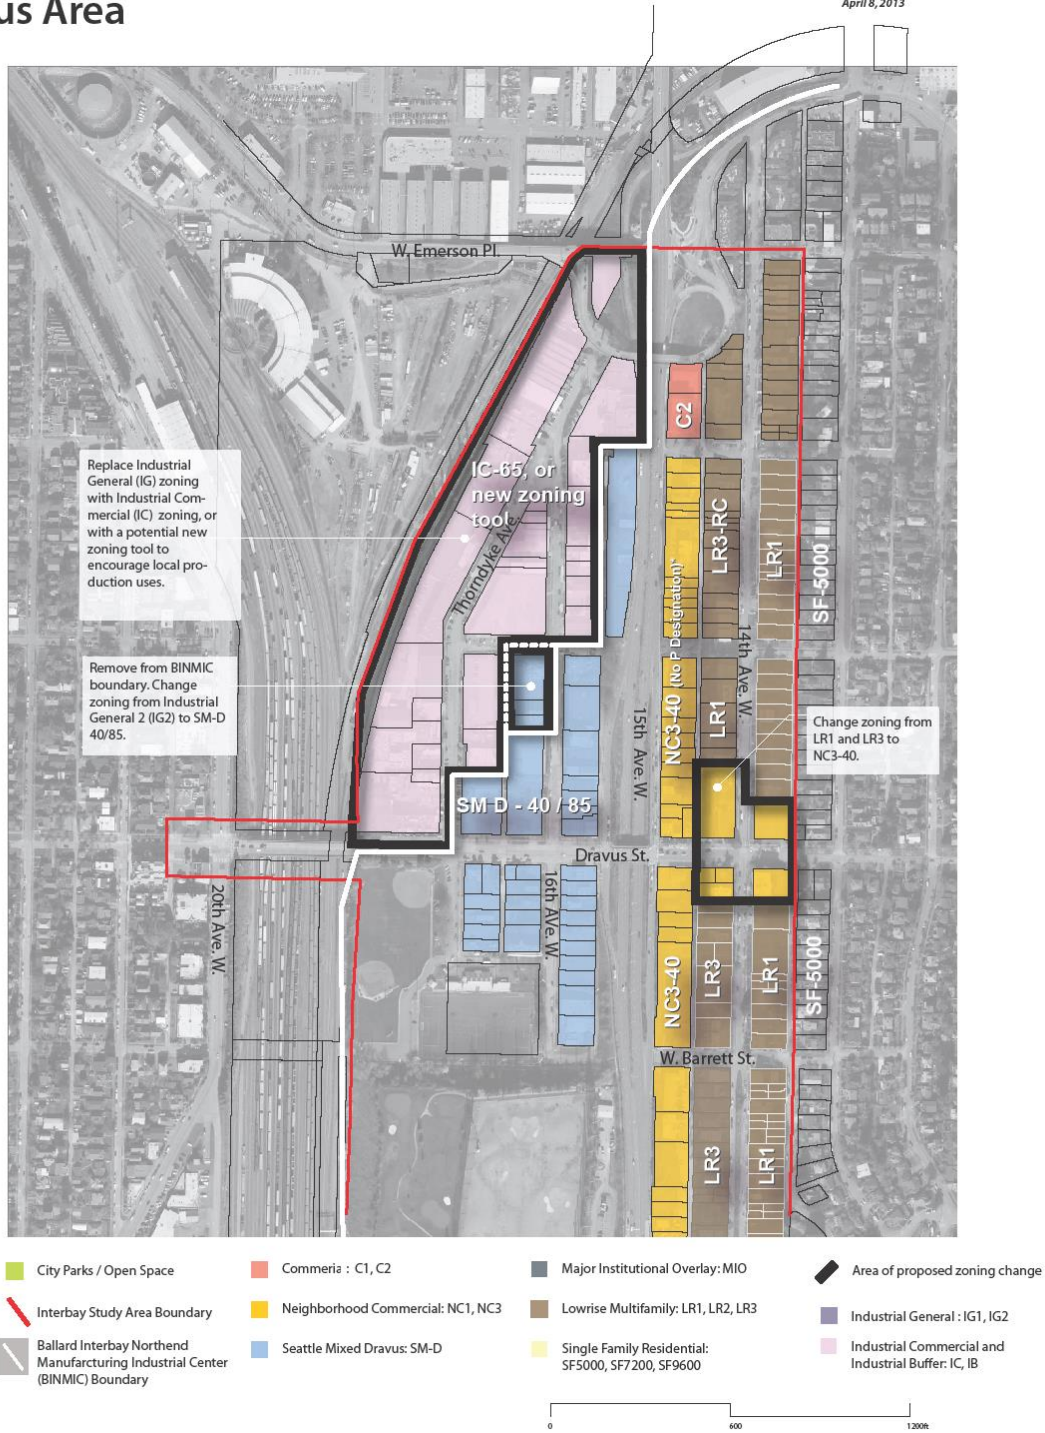 us Area
April 8, 2013
W. Emerson Pl.
C2
Replace Industrial
General (IG) zoning
with Industrial Com-
mercial (IC) zoning, or
with a potential new
zoning tool to
encourage local pro-
duction uses.
IC-65, or
new zoning
tool
Thorndyke Ave.
LR3-RC
LR1
SF-5000
NC3-40 (No P Designation)*
14th Ave. W.
LR1
Remove from BINMIC
boundary. Change
zoning from Industrial
General 2 (IG2) to SM-D
40/85.
15th Ave. W.
Change zoning from
LR1 and LR3 to
NC3-40.
SM D - 40 / 85
Dravus St.
20th Ave. W.
16th AVe. W.
NC3-40
LR3
LR1
SF-5000
W. Barrett St.
LR3
LR1
City Parks / Open Space
Interbay Study Area Boundary
Ballard Interbay Northend
Manufarcturing Industrial Center
(BINMIC) Boundary
Commeria : C1, C2
Neighborhood Commercial: NC1, NC3
Seattle Mixed Dravus: SM-D
Major Institutional Overlay: MIO
Lowrise Multifamily: LR1, LR2, LR3
Single Family Residential:
SF5000, SF7200, SF9600
Area of proposed zoning change
Industrial General : IG1, IG2
Industrial Commercial and
Industrial Buffer: IC, IB
0 600 1200ft